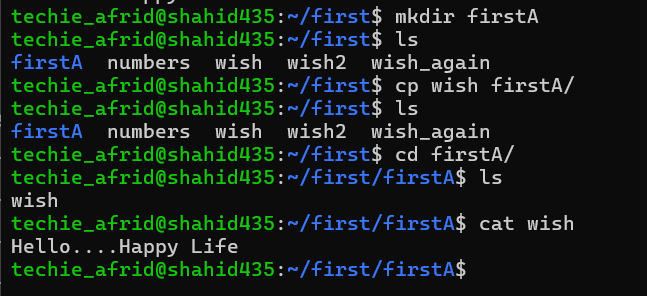 techie_afrid@shahid435:~/first$ mkdir firstA
techie_afrid@shahid435:~/first$ ls
firstA  numbers  wish  wish2  wish_again
techie_afrid@shahid435:~/first$ cp wish firstA/
techie_afrid@shahid435:~/first$ ls
firstA  numbers  wish  wish2  wish_again
techie_afrid@shahid435:~/first$ cd firstA/
techie_afrid@shahid435:~/first/firstA$ ls
wish
techie_afrid@shahid435:~/first/firstA$ cat wish
Hello....Happy Life
techie_afrid@shahid435:~/first/firstA$